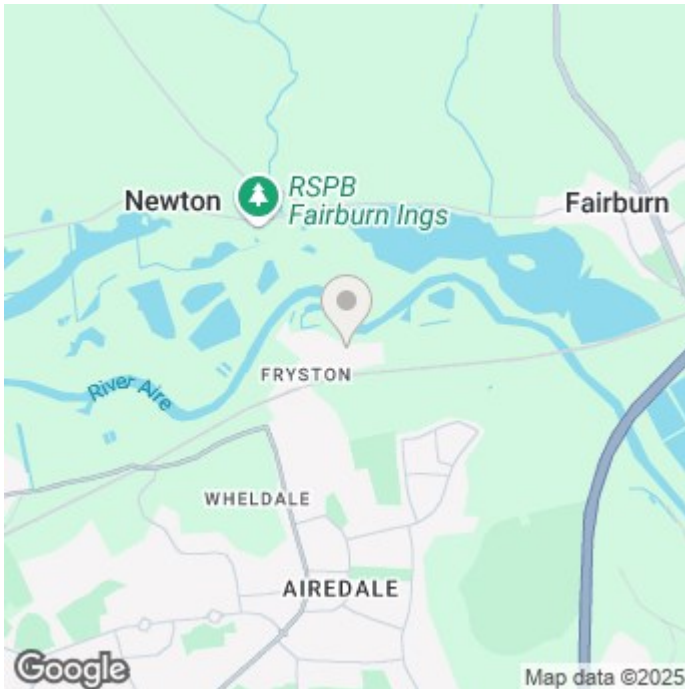 Newton
RSPB
Fairburn Ings
Fairburn
River Aire
FRYSTON
WHELDALE
AIREDALE
Google
Map data ©2025